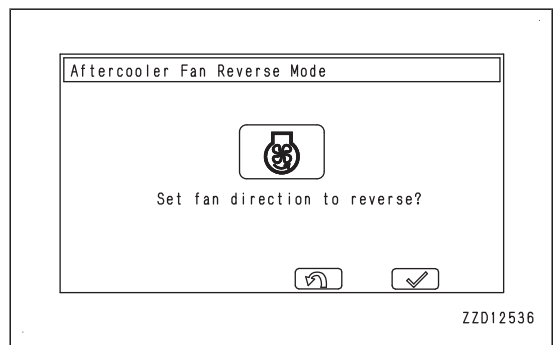 Aftercooler Fan Reverse Mode
Set fan direction to reverse?
ZZD12536